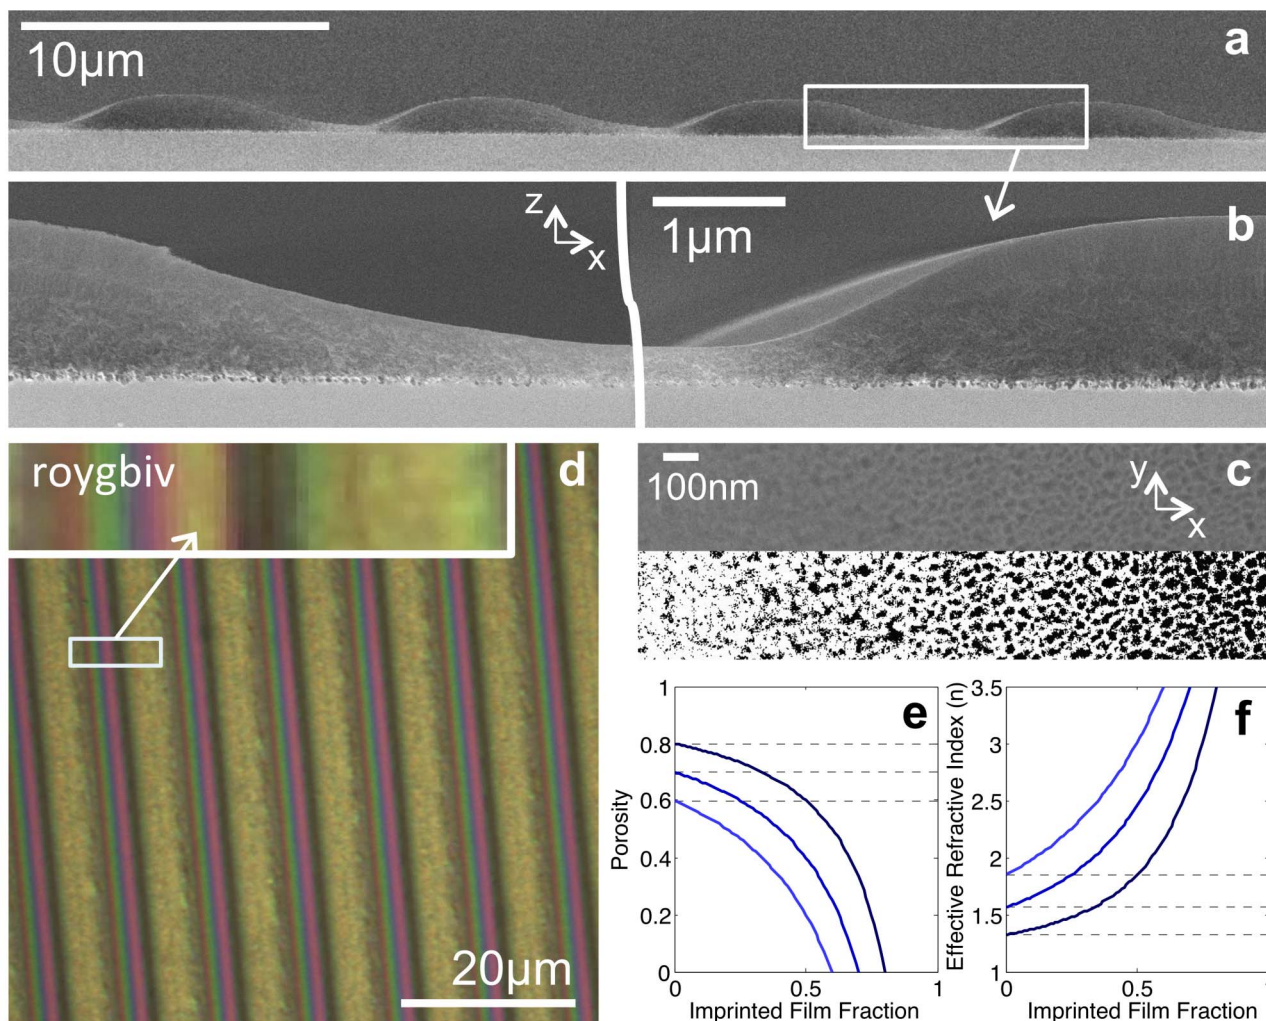 10μm
a
z
x
1μm
b
roygbiv
d
100nm
y
x
c
20μm
1
0.8
0.6
0.4
0.2
0
Porosity
0
0.5
1
Imprinted Film Fraction
e
3.5
3
2.5
2
1.5
1
Effective Refractive Index (n)
0
0.5
Imprinted Film Fraction
f